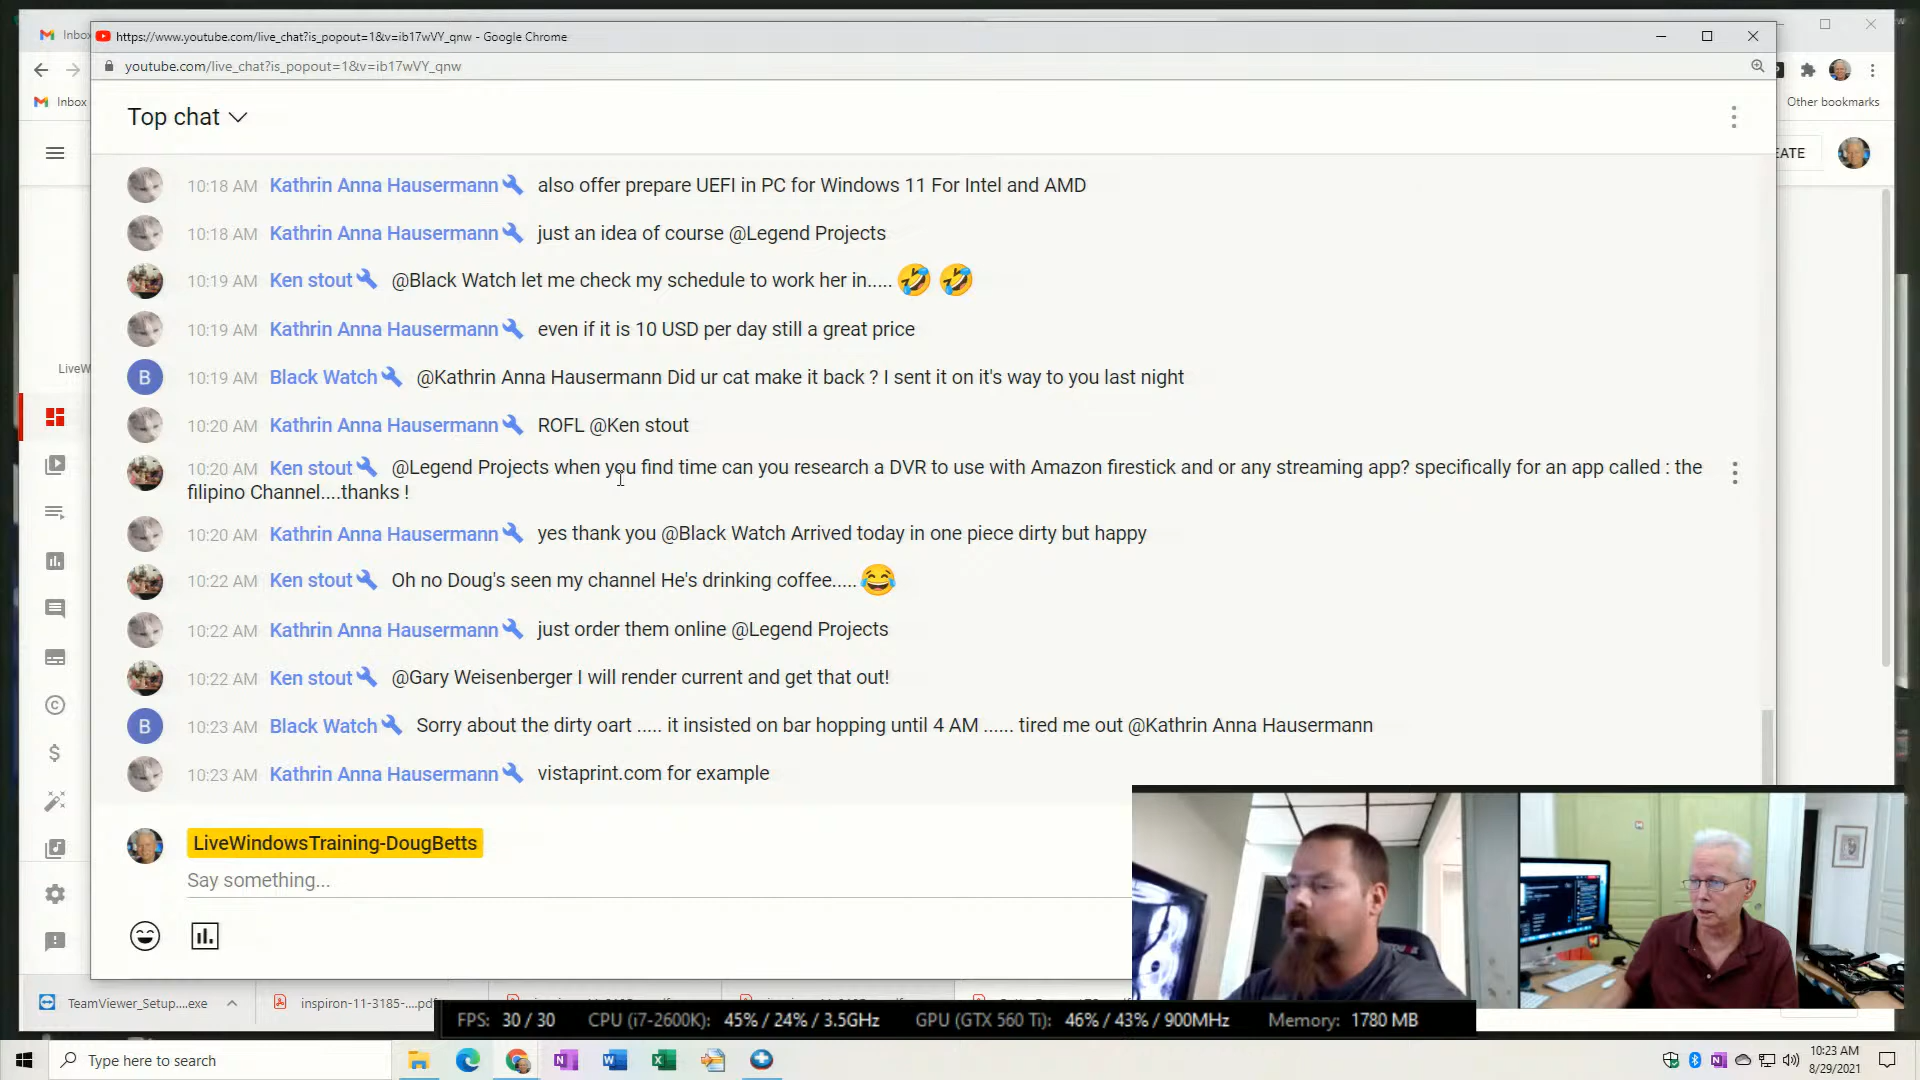 Inbo
https://www.youtube.com/live_chat?is_popout=1&v=ib17wVY_qnw - Google Chrome
youtube.com/live_chat?is_popout=1&v=ib17wVY_qnw
Inbox
Other bookmarks
Top chat
EATE
10:18 AM Kathrin Anna Hausermann also offer prepare UEFI in PC for Windows 11 For Intel and AMD
10:18 AM Kathrin Anna Hausermann just an idea of course @Legend Projects
10:19 AM Ken stout @Black Watch let me check my schedule to work her in..... 🤣 🤣
10:19 AM Kathrin Anna Hausermann even if it is 10 USD per day still a great price
LiveW
B 10:19 AM Black Watch @Kathrin Anna Hausermann Did ur cat make it back ? I sent it on it's way to you last night
10:20 AM Kathrin Anna Hausermann ROFL @Ken stout
10:20 AM Ken stout @Legend Projects when you find time can you research a DVR to use with Amazon firestick and or any streaming app? specifically for an app called : the
filipino Channel....thanks !
10:20 AM Kathrin Anna Hausermann yes thank you @Black Watch Arrived today in one piece dirty but happy
10:22 AM Ken stout Oh no Doug's seen my channel He's drinking coffee..... 😂
10:22 AM Kathrin Anna Hausermann just order them online @Legend Projects
10:22 AM Ken stout @Gary Weisenberger I will render current and get that out!
B 10:23 AM Black Watch Sorry about the dirty oart ..... it insisted on bar hopping until 4 AM ...... tired me out @Kathrin Anna Hausermann
10:23 AM Kathrin Anna Hausermann vistaprint.com for example
LiveWindowsTraining-DougBetts
Say something...
TeamViewer_Setup....exe
inspiron-11-3185-....pdf
FPS: 30 / 30 CPU (i7-2600K): 45% / 24% / 3.5GHz GPU (GTX 560 Ti): 46% / 43% / 900MHz Memory: 1780 MB
Type here to search
10:23 AM
8/29/2021